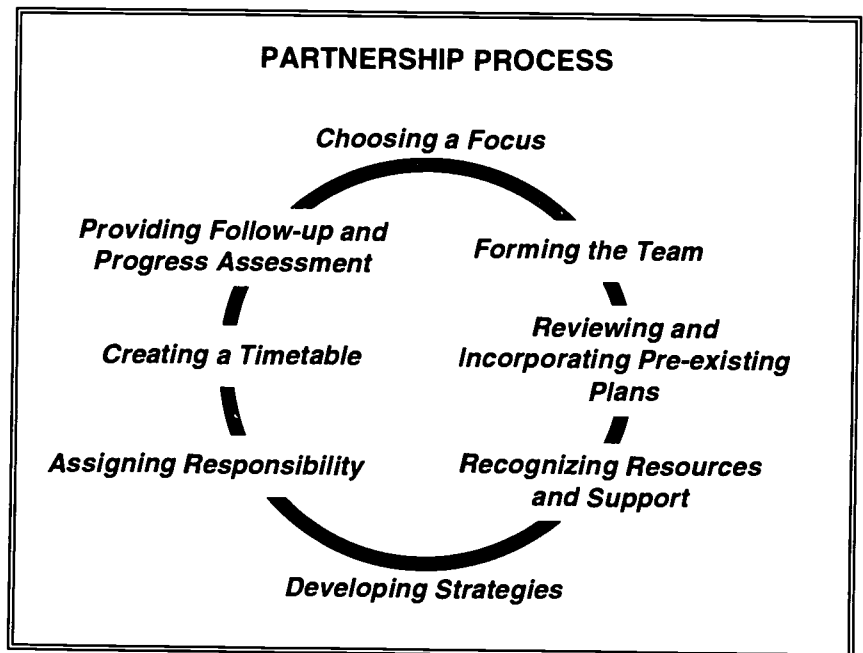 PARTNERSHIP PROCESS
Choosing a Focus
Providing Follow-up and
Progress Assessment
Forming the Team
Reviewing and
Incorporating Pre-existing
Plans
Creating a Timetable
Assigning Responsibility
Recognizing Resources
and Support
Developing Strategies